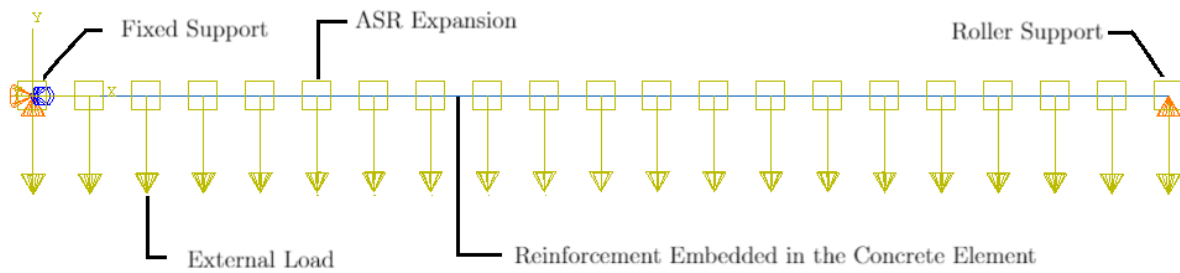 Y
Fixed Support
ASR Expansion
Roller Support
X
External Load
Reinforcement Embedded in the Concrete Element